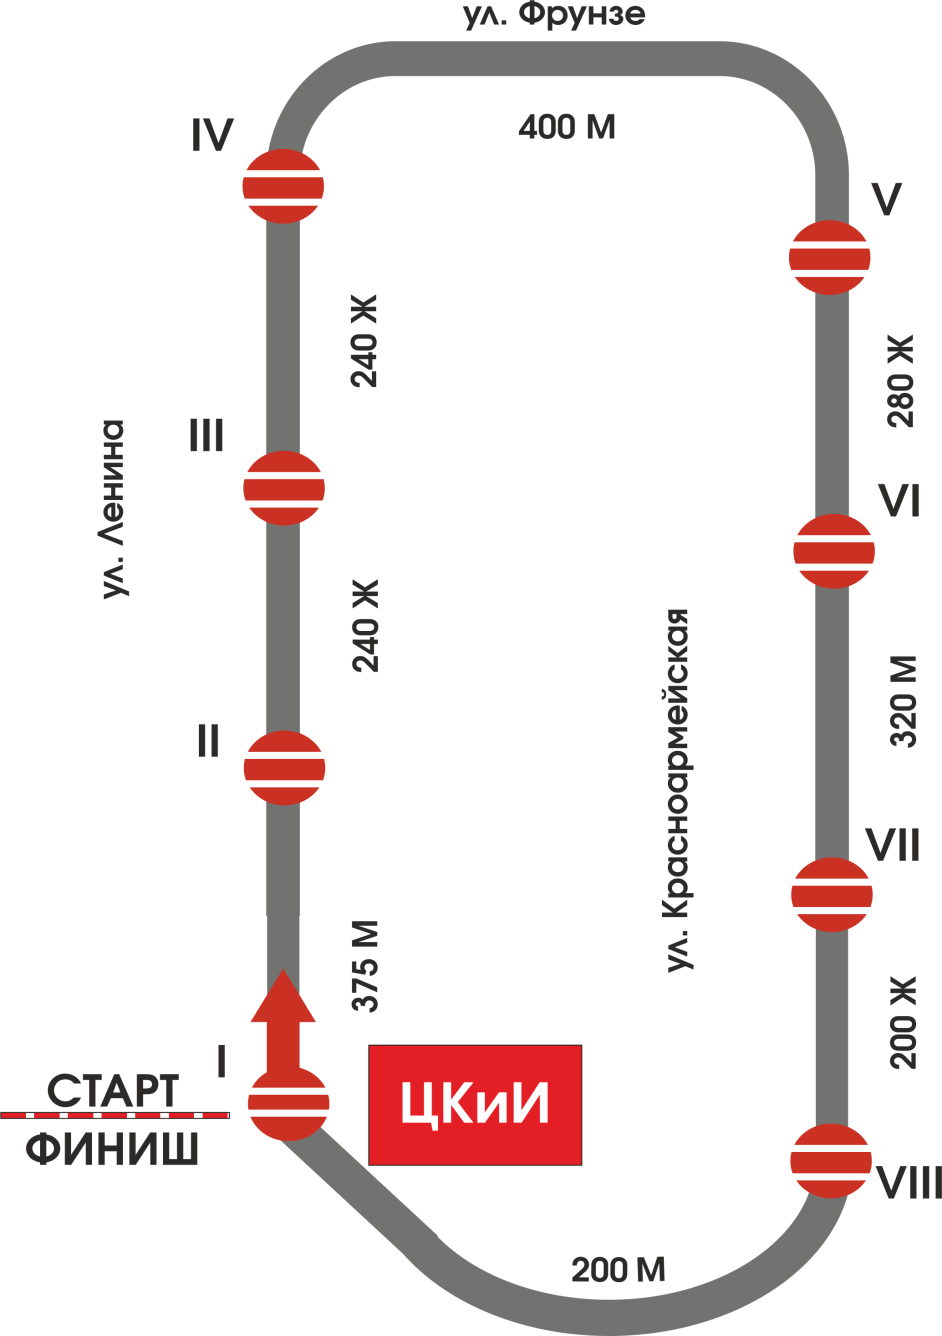 ул. Фрунзе
400 М
IV
V
240 Ж
280 Ж
III
ул. Ленина
VI
240 Ж
ул. Красноармейская
320 М
II
VII
375 М
200 Ж
I
СТАРТ
ФИНИШ
ЦКиИ
VIII
200 М